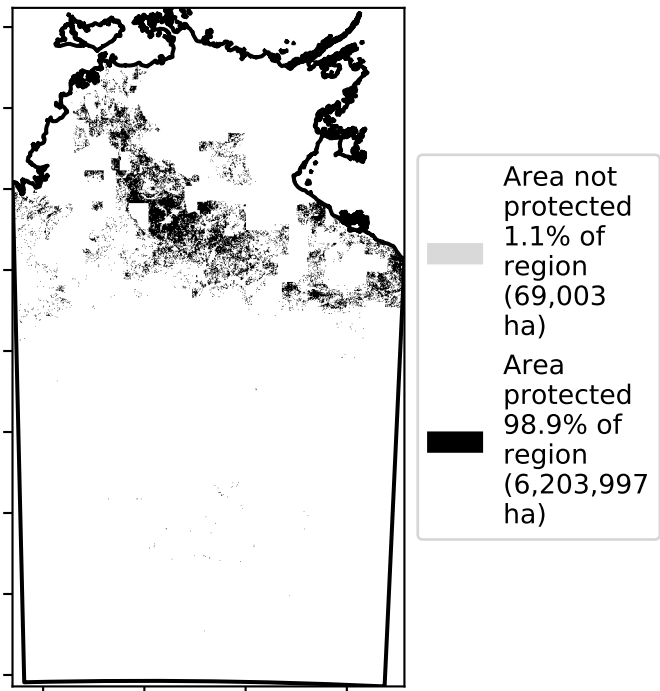 Area not
protected
1.1% of
region
(69,003
ha)
Area
protected
98.9% of
region
(6,203,997
ha)